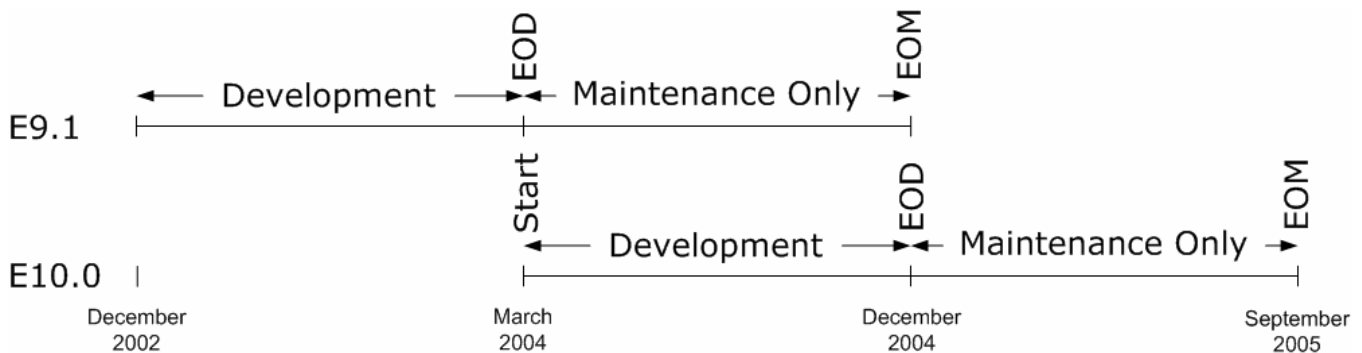 EOD
EOM
Development
Maintenance Only
E9.1
Start
EOD
EOM
Development
Maintenance Only
E10.0
December
2002
March
2004
December
2004
September
2005